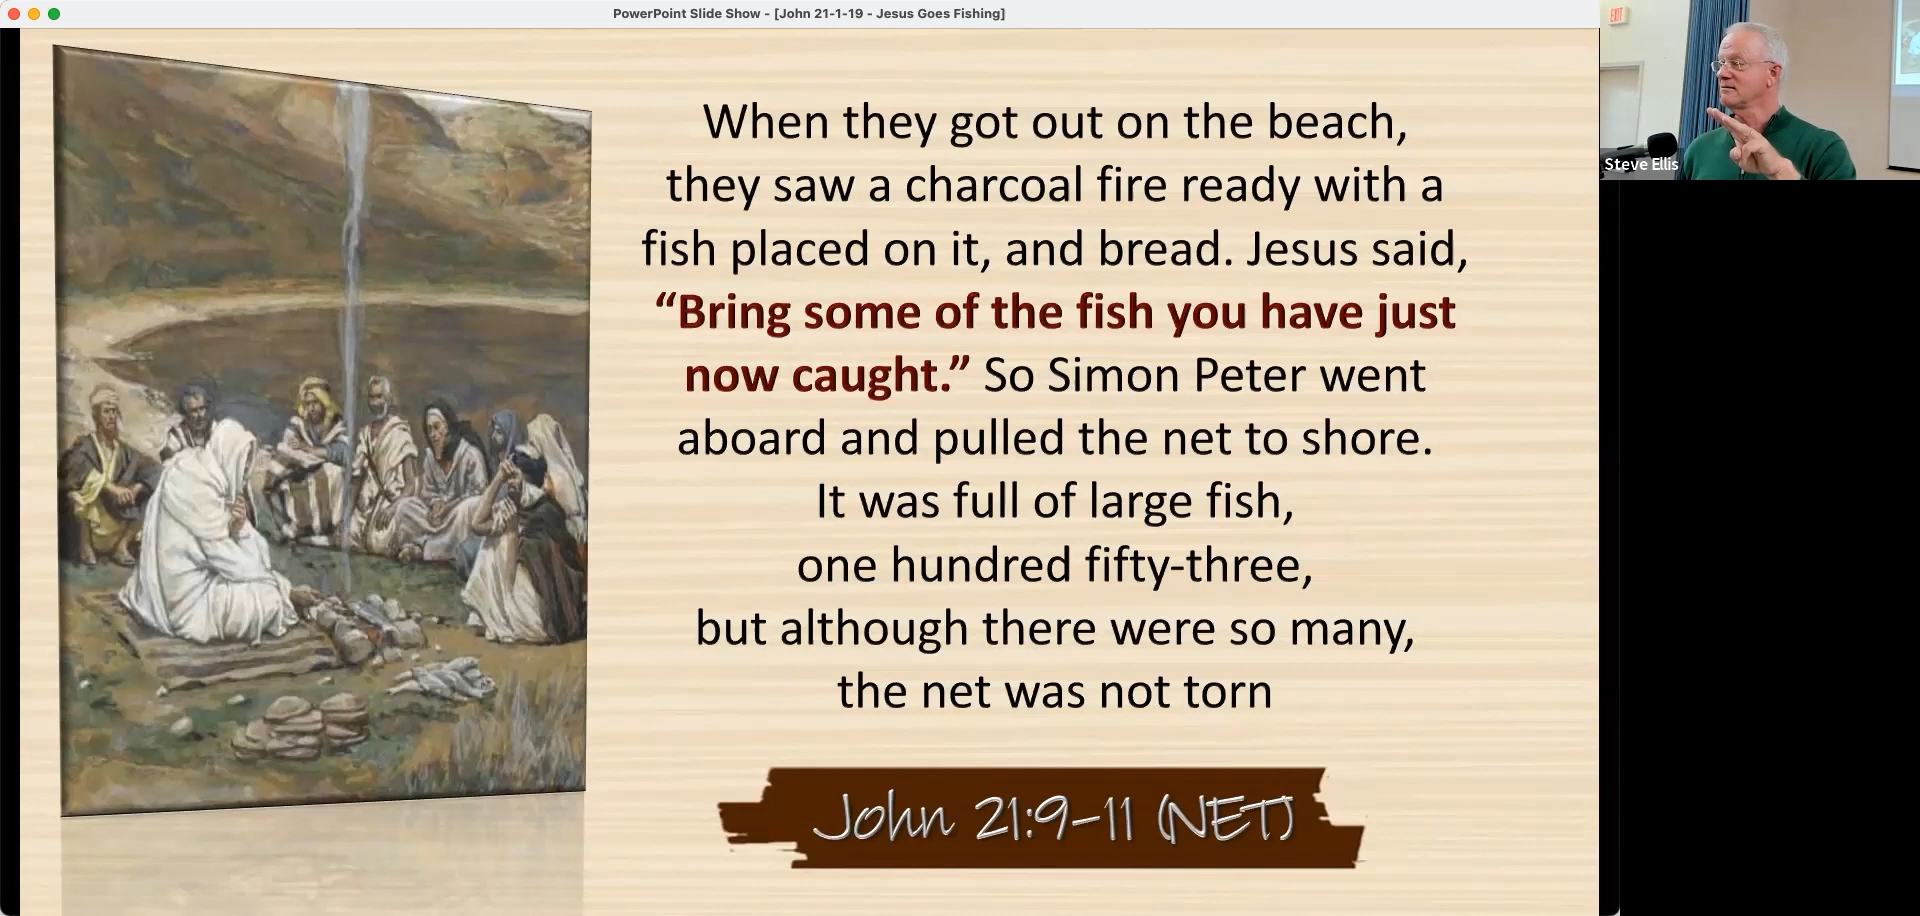 PowerPoint Slide Show - [John 21-1-19 - Jesus Goes Fishing]
EXIT
Steve Ellis
When they got out on the beach,
they saw a charcoal fire ready with a
fish placed on it, and bread. Jesus said,
“Bring some of the fish you have just
now caught.” So Simon Peter went
aboard and pulled the net to shore.
It was full of large fish,
one hundred fifty-three,
but although there were so many,
the net was not torn
John 21:9-11 (NET)